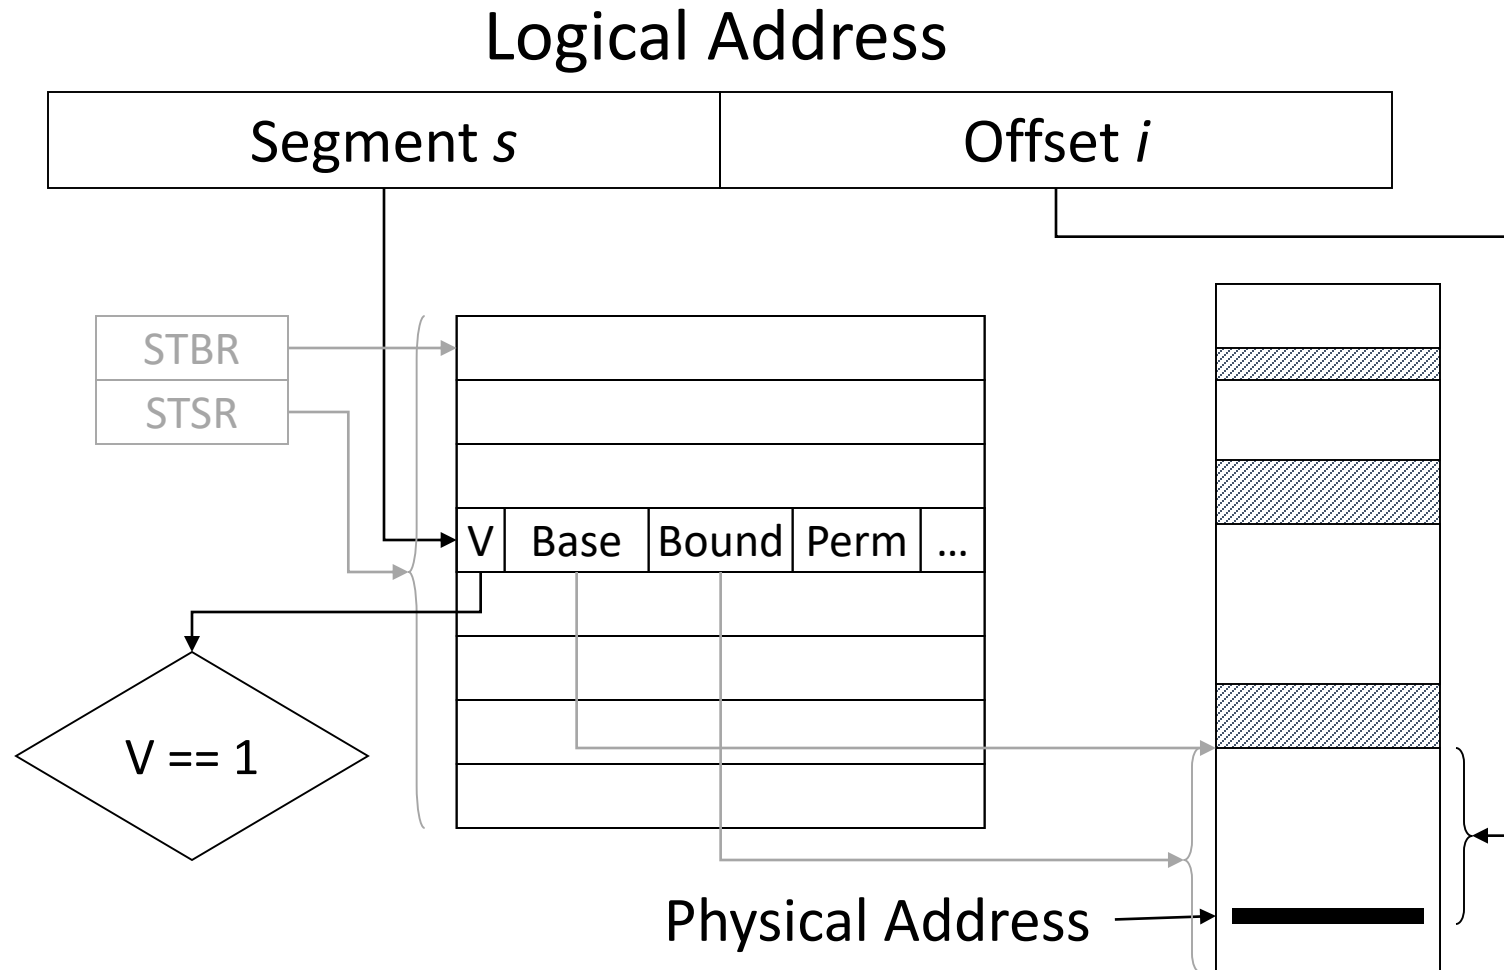 Logical Address
Segment s
Offset i
STBR
STSR
V
Base
Bound
Perm
...
V == 1
Physical Address